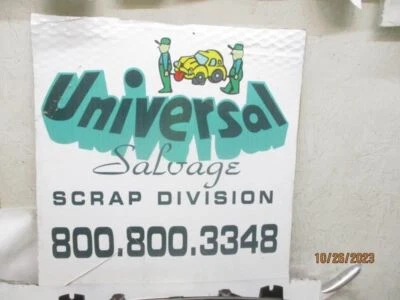 Universal
Salvage
SCRAP DIVISION
800.800.3348
10/26/2023